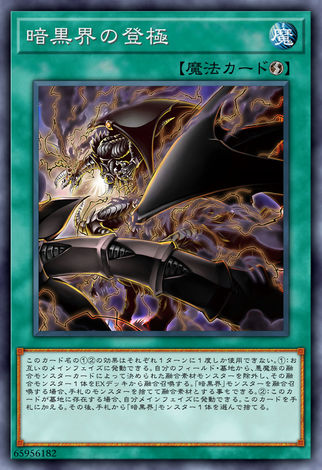 暗黒界の登極
魔
【魔法カード】
このカード名の①②の効果はそれぞれ1ターンに1度しか使用できない。①:お
互いのメインフェイズに発動できる。自分のフィールド・墓地から、悪魔族の融
合モンスターカードによって決められた融合素材モンスターを除外し、その融
合モンスター1体をEXデッキから融合召喚する。「暗黒界」モンスターを融合召
喚する場合、手札のモンスターを捨てて融合素材とする事もできる。②:このカー
ドが墓地に存在する場合、自分メインフェイズに発動できる。このカードを手
札に加える。その後、手札から「暗黒界」モンスター1体を選んで捨てる。
65956182